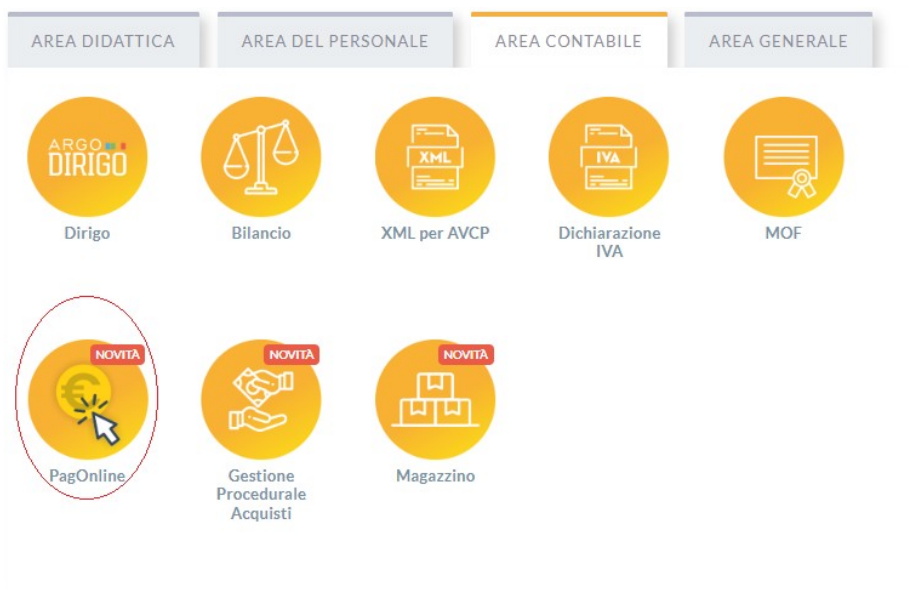 AREA DIDATTICA
AREA DEL PERSONALE
AREA CONTABILE
AREA GENERALE
ARGO
DIRIGO
XML
IVA
Dirigo
Bilancio
XML per AVCP
Dichiarazione
IVA
MOF
NOVITÀ
NOVITÀ
NOVITÀ
€
PagOnline
Gestione
Procedurale
Acquisti
Magazzino